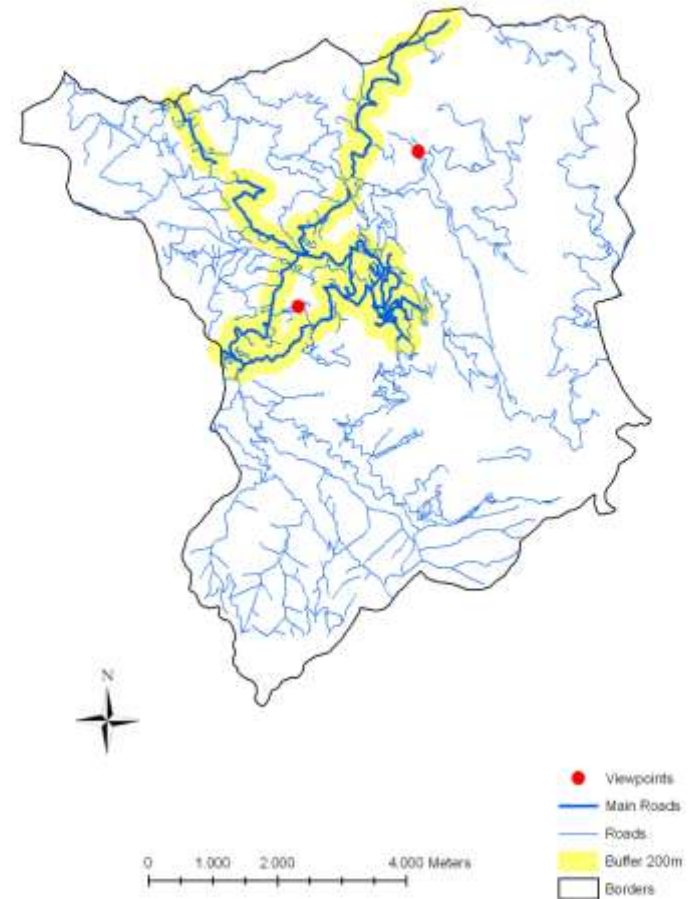 N
Viewpoints
Main Roads
Roads
Buffer 200m
Borders
0 1.000 2.000 4.000 Meters